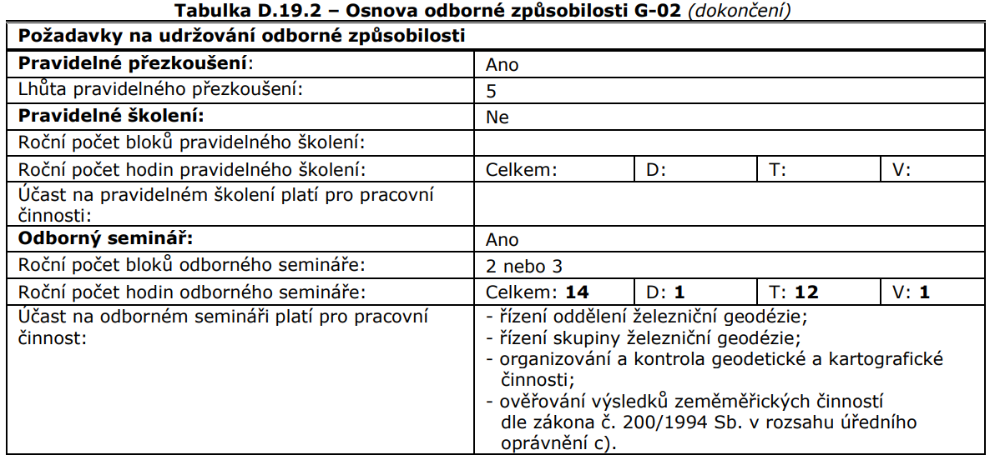 Tabulka D.19.2 – Osnova odborné způsobilosti G-02 (dokončení)
Požadavky na udržování odborné způsobilosti
Pravidelné přezkoušení: Ano
Lhůta pravidelného přezkoušení: 5
Pravidelné školení: Ne
Roční počet bloků pravidelného školení:
Roční počet hodin pravidelného školení: Celkem: D: T: V:
Účast na pravidelném školení platí pro pracovní
činnosti:
Odborný seminář: Ano
Roční počet bloků odborného semináře: 2 nebo 3
Roční počet hodin odborného semináře: Celkem: 14 D: 1 T: 12 V: 1
Účast na odborném semináři platí pro pracovní
činnost:
- řízení oddělení železniční geodézie;
- řízení skupiny železniční geodézie;
- organizování a kontrola geodetické a kartografické
činnosti;
- ověřování výsledků zeměměřických činností
dle zákona č. 200/1994 Sb. v rozsahu úředního
oprávnění c).